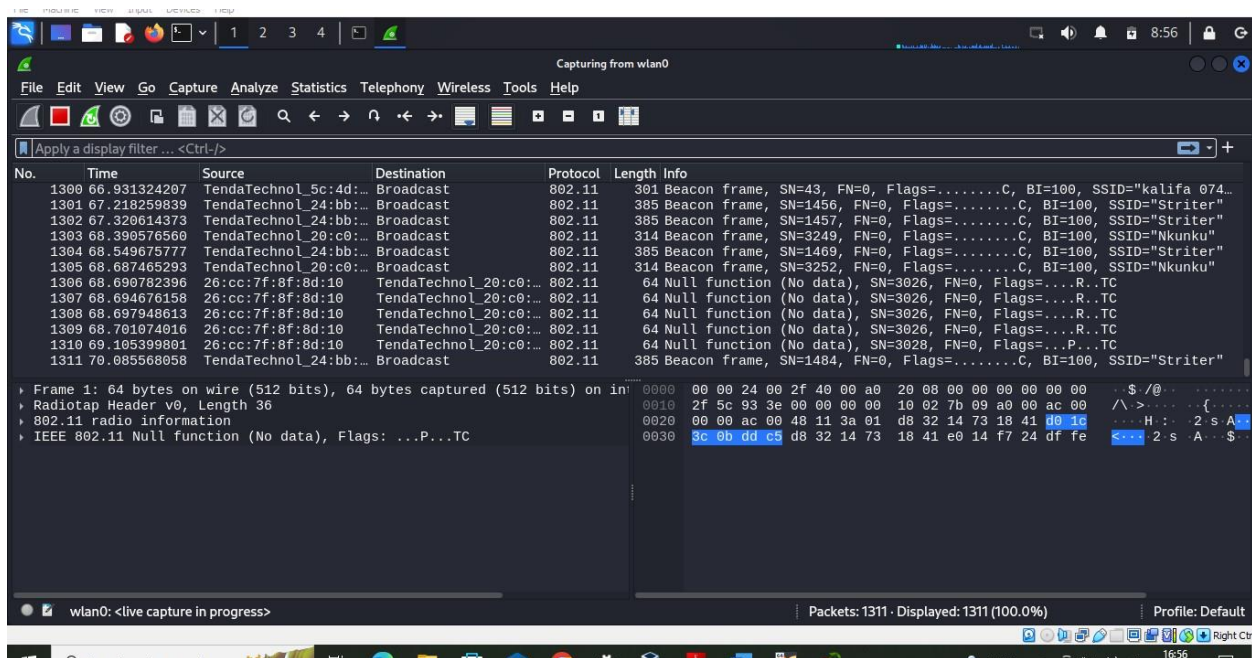 File Machine View Input Devices Help
1 2 3 4
8:56
Capturing from wlan0
File Edit View Go Capture Analyze Statistics Telephony Wireless Tools Help
Apply a display filter ... <Ctrl-/>
No. Time Source Destination Protocol Length Info
1300 66.931324207 TendaTechnol_5c:4d:… Broadcast 802.11 301 Beacon frame, SN=43, FN=0, Flags=........C, BI=100, SSID="kalifa 074…
1301 67.218259839 TendaTechnol_24:bb:… Broadcast 802.11 385 Beacon frame, SN=1456, FN=0, Flags=........C, BI=100, SSID="Striter"
1302 67.320614373 TendaTechnol_24:bb:… Broadcast 802.11 385 Beacon frame, SN=1457, FN=0, Flags=........C, BI=100, SSID="Striter"
1303 68.390576560 TendaTechnol_20:c0:… Broadcast 802.11 314 Beacon frame, SN=3249, FN=0, Flags=........C, BI=100, SSID="Nkunku"
1304 68.549675777 TendaTechnol_24:bb:… Broadcast 802.11 385 Beacon frame, SN=1469, FN=0, Flags=........C, BI=100, SSID="Striter"
1305 68.687465293 TendaTechnol_20:c0:… Broadcast 802.11 314 Beacon frame, SN=3252, FN=0, Flags=........C, BI=100, SSID="Nkunku"
1306 68.690782396 26:cc:7f:8f:8d:10 TendaTechnol_20:c0:… 802.11 64 Null function (No data), SN=3026, FN=0, Flags=....R..TC
1307 68.694676158 26:cc:7f:8f:8d:10 TendaTechnol_20:c0:… 802.11 64 Null function (No data), SN=3026, FN=0, Flags=....R..TC
1308 68.697948613 26:cc:7f:8f:8d:10 TendaTechnol_20:c0:… 802.11 64 Null function (No data), SN=3026, FN=0, Flags=....R..TC
1309 68.701074016 26:cc:7f:8f:8d:10 TendaTechnol_20:c0:… 802.11 64 Null function (No data), SN=3026, FN=0, Flags=....R..TC
1310 69.105399801 26:cc:7f:8f:8d:10 TendaTechnol_20:c0:… 802.11 64 Null function (No data), SN=3028, FN=0, Flags=...P...TC
1311 70.085568058 TendaTechnol_24:bb:… Broadcast 802.11 385 Beacon frame, SN=1484, FN=0, Flags=........C, BI=100, SSID="Striter"
Frame 1: 64 bytes on wire (512 bits), 64 bytes captured (512 bits) on int
Radiotap Header v0, Length 36
802.11 radio information
IEEE 802.11 Null function (No data), Flags: ...P...TC
0000 00 00 24 00 2f 40 00 a0 20 08 00 00 00 00 00 00 ··$·/@·· ·······
0010 2f 5c 93 3e 00 00 00 00 10 02 7b 09 a0 00 ac 00 /\·>···· ··{·····
0020 00 00 ac 00 48 11 3a 01 d8 32 14 73 18 41 d0 1c ····H·:· ·2·s·A··
0030 3c 0b dd c5 d8 32 14 73 18 41 e0 14 f7 24 df fe <····2·s ·A···$··
wlan0: <live capture in progress>
Packets: 1311 · Displayed: 1311 (100.0%)
Profile: Default
Right Ctr
16:56